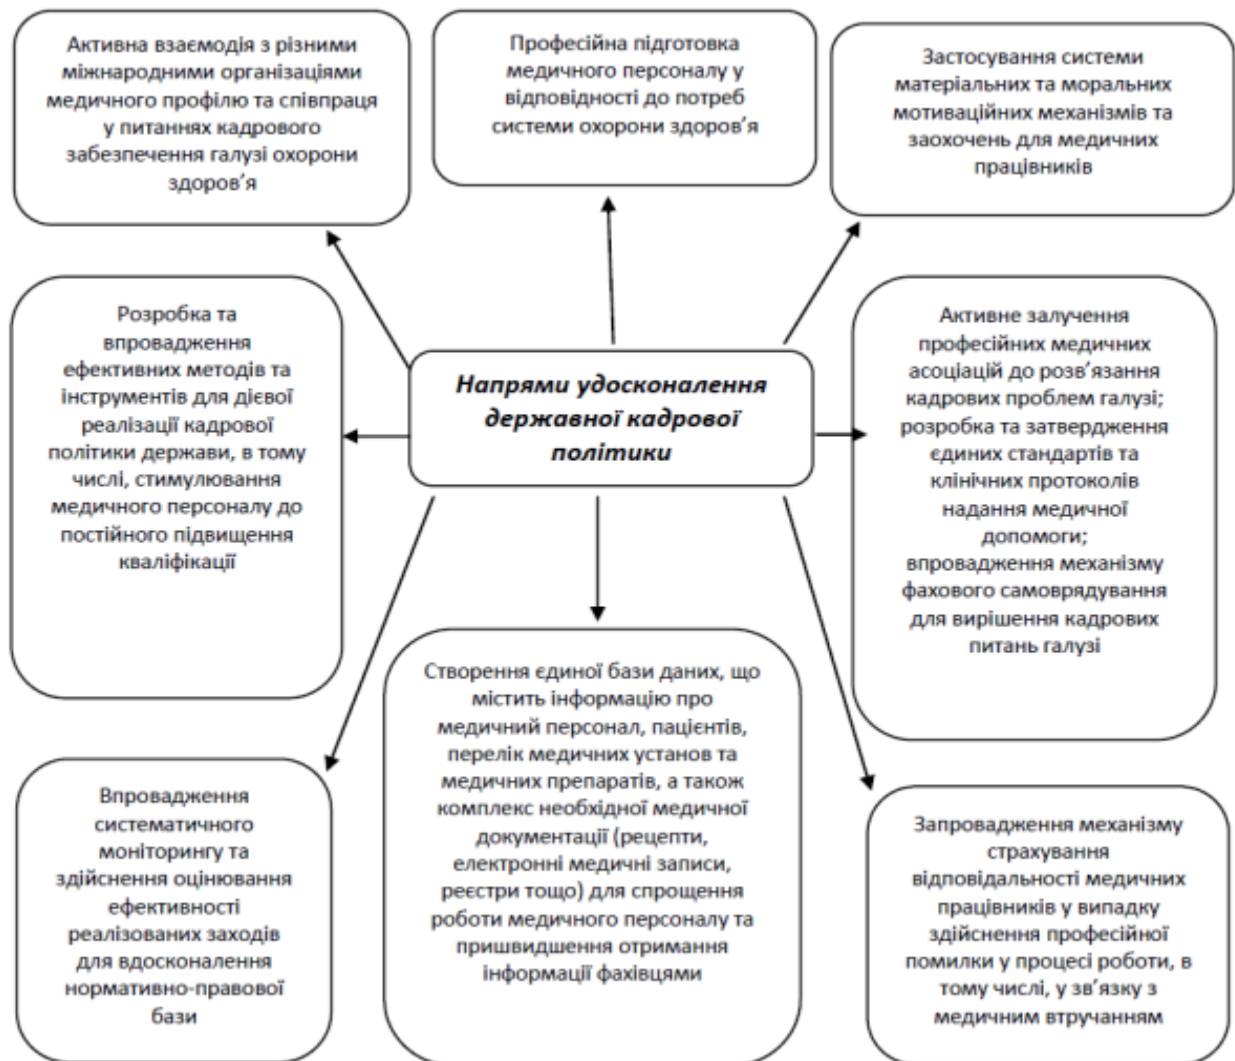 Активна взаємодія з різними
міжнародними організаціями
медичного профілю та співпраця
у питаннях кадрового
забезпечення галузі охорони
здоров’я
Професійна підготовка
медичного персоналу у
відповідності до потреб
системи охорони здоров’я
Застосування системи
матеріальних та моральних
мотиваційних механізмів та
заохочень для медичних
працівників
Розробка та
впровадження
ефективних методів та
інструментів для дієвої
реалізації кадрової
політики держави, в тому
числі, стимулювання
медичного персоналу до
постійного підвищення
кваліфікації
Напрями удосконалення
державної кадрової
політики
Активне залучення
професійних медичних
асоціацій до розв’язання
кадрових проблем галузі;
розробка та затвердження
єдиних стандартів та
клінічних протоколів
надання медичної
допомоги;
впровадження механізму
фахового самоврядування
для вирішення кадрових
питань галузі
Впровадження
систематичного
моніторингу та
здійснення оцінювання
ефективності
реалізованих заходів
для вдосконалення
нормативно-правової
бази
Створення єдиної бази даних, що
містить інформацію про
медичний персонал, пацієнтів,
перелік медичних установ та
медичних препаратів, а також
комплекс необхідної медичної
документації (рецепти,
електронні медичні записи,
реєстри тощо) для спрощення
роботи медичного персоналу та
пришвидшення отримання
інформації фахівцями
Запровадження механізму
страхування
відповідальності медичних
працівників у випадку
здійснення професійної
помилки у процесі роботи, в
тому числі, у зв’язку з
медичним втручанням